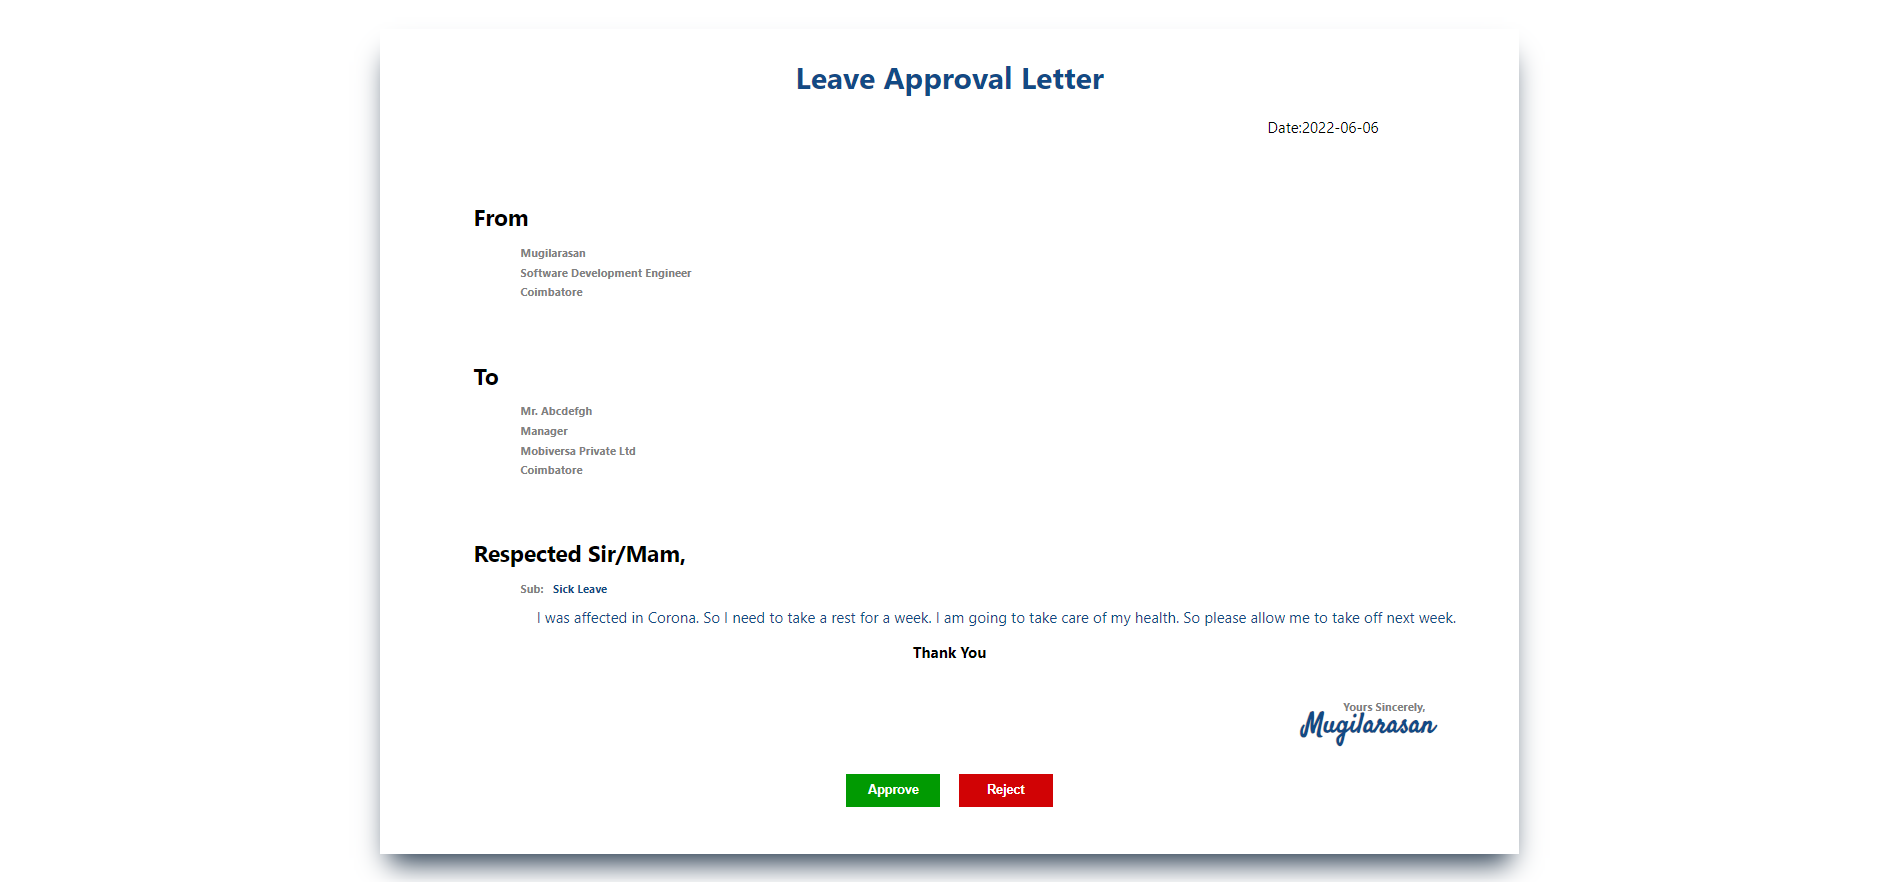 Leave Approval Letter
Date:2022-06-06
From
Mugilarasan
Software Development Engineer
Coimbatore
To
Mr. Abcdefgh
Manager
Mobiversa Private Ltd
Coimbatore
Respected Sir/Mam,
Sub: Sick Leave
I was affected in Corona. So I need to take a rest for a week. I am going to take care of my health. So please allow me to take off next week.
Thank You
Yours Sincerely,
Mugilarasan
Approve Reject